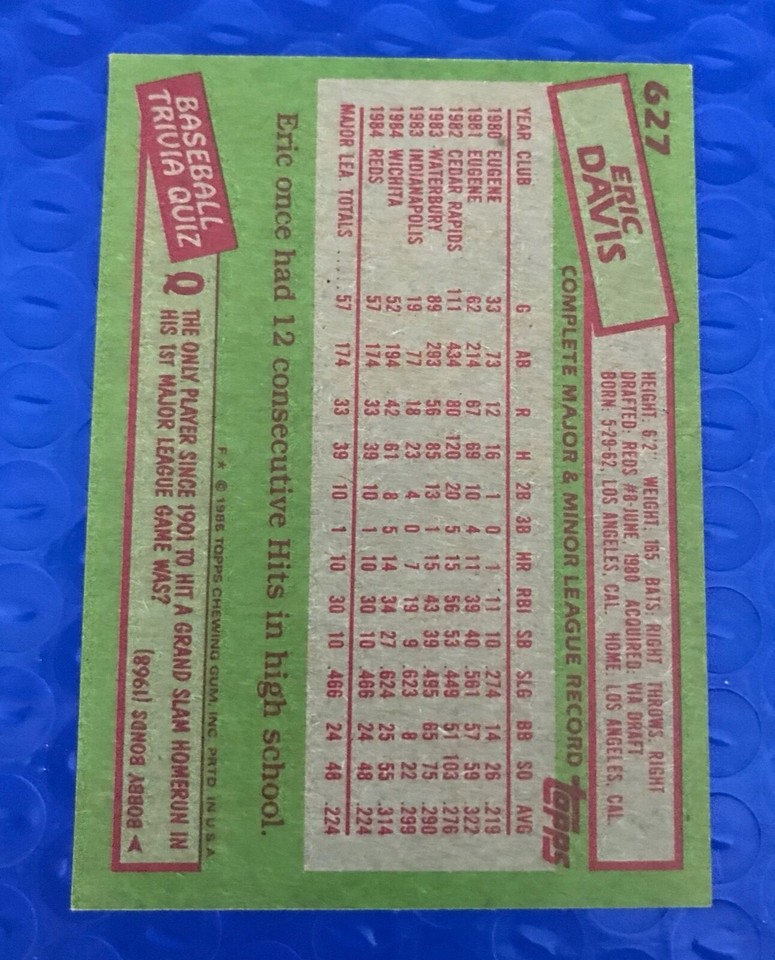 627
ERIC
DAVIS
HEIGHT: 6'2" WEIGHT: 165 BATS: RIGHT THROWS: RIGHT
DRAFTED: REDS #8-JUNE, 1980 ACQUIRED: VIA DRAFT
BORN: 5-29-62, LOS ANGELES, CAL. HOME: LOS ANGELES, CAL.
COMPLETE MAJOR & MINOR LEAGUE RECORD topps
YEAR CLUB G AB R H 2B 3B HR RBI SB SLG BB SO AVG
1980 EUGENE 33 73 12 16 1 0 1 11 10 .274 14 26 .219
1981 EUGENE 62 214 67 69 10 4 11 39 40 .561 57 59 .322
1982 CEDAR RAPIDS 111 434 80 120 20 5 15 56 53 .449 51 103 .276
1983 WATERBURY 89 293 56 85 13 1 15 43 39 .495 65 75 .290
1983 INDIANAPOLIS 19 77 18 23 4 0 7 19 9 .623 8 22 .299
1984 WICHITA 52 194 42 61 8 5 14 34 27 .624 25 55 .314
1984 REDS 57 174 33 39 10 1 10 30 10 .466 24 48 .224
MAJOR LEA. TOTALS ..... 57 174 33 39 10 1 10 30 10 .466 24 48 .224
Eric once had 12 consecutive Hits in high school.
F* © 1985 TOPPS CHEWING GUM, INC. PRTD. IN U.S.A.
BASEBALL
TRIVIA QUIZ
Q THE ONLY PLAYER SINCE 1901 TO HIT A GRAND SLAM HOMERUN IN
HIS 1ST MAJOR LEAGUE GAME WAS?
BOBBY BONDS (1968)